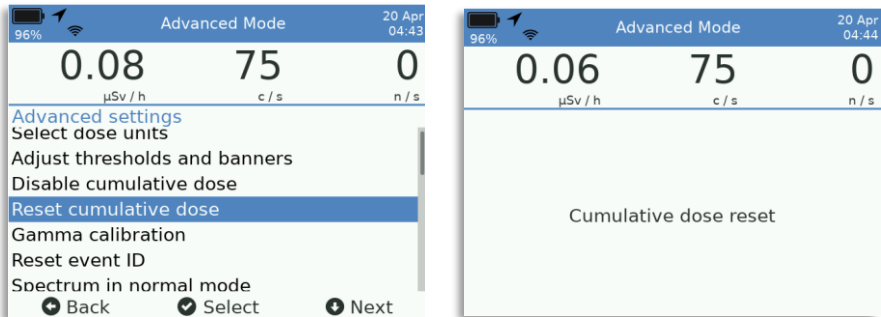 96%
Advanced Mode
20 Apr
04:43
0.08 75 0
µSv / h c / s n / s
Advanced settings
Select dose units
Adjust thresholds and banners
Disable cumulative dose
Reset cumulative dose
Gamma calibration
Reset event ID
Spectrum in normal mode
Back Select Next
96%
Advanced Mode
20 Apr
04:44
0.06 75 0
µSv / h c / s n / s
Cumulative dose reset